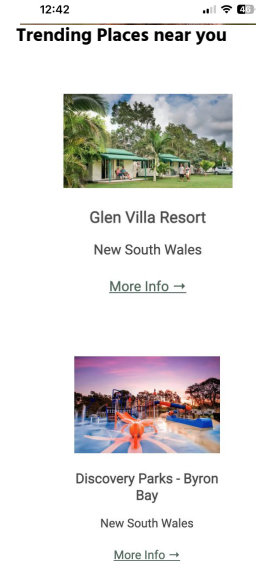 12:42
Trending Places near you
Glen Villa Resort
New South Wales
More Info →
Discovery Parks - Byron
Bay
New South Wales
More Info →